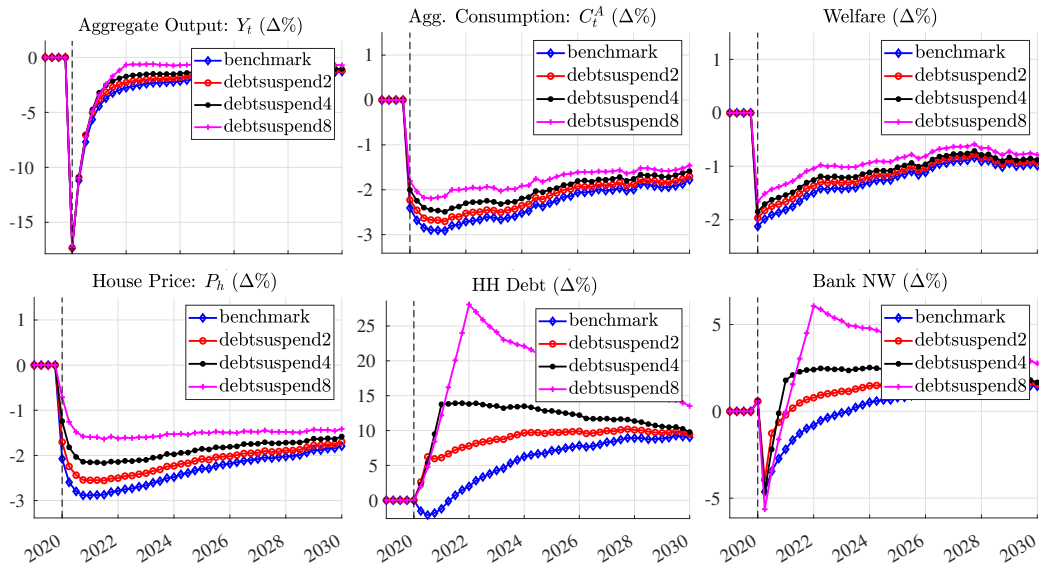 Aggregate Output: Y_t (Δ%)
Agg. Consumption: C_t^A (Δ%)
Welfare (Δ%)
0
-5
-10
-15
benchmark
debtsuspend2
debtsuspend4
debtsuspend8
1
0
-1
-2
-3
benchmark
debtsuspend2
debtsuspend4
debtsuspend8
1
0
-1
-2
benchmark
debtsuspend2
debtsuspend4
debtsuspend8
House Price: P_h (Δ%)
HH Debt (Δ%)
Bank NW (Δ%)
1
0
-1
-2
-3
benchmark
debtsuspend2
debtsuspend4
debtsuspend8
2020
2022
2024
2026
2028
2030
25
20
15
10
5
0
benchmark
debtsuspend2
debtsuspend4
debtsuspend8
2020
2022
2024
2026
2028
2030
5
0
-5
benchmark
debtsuspend2
debtsuspend4
debtsuspend8
2020
2022
2024
2026
2028
2030